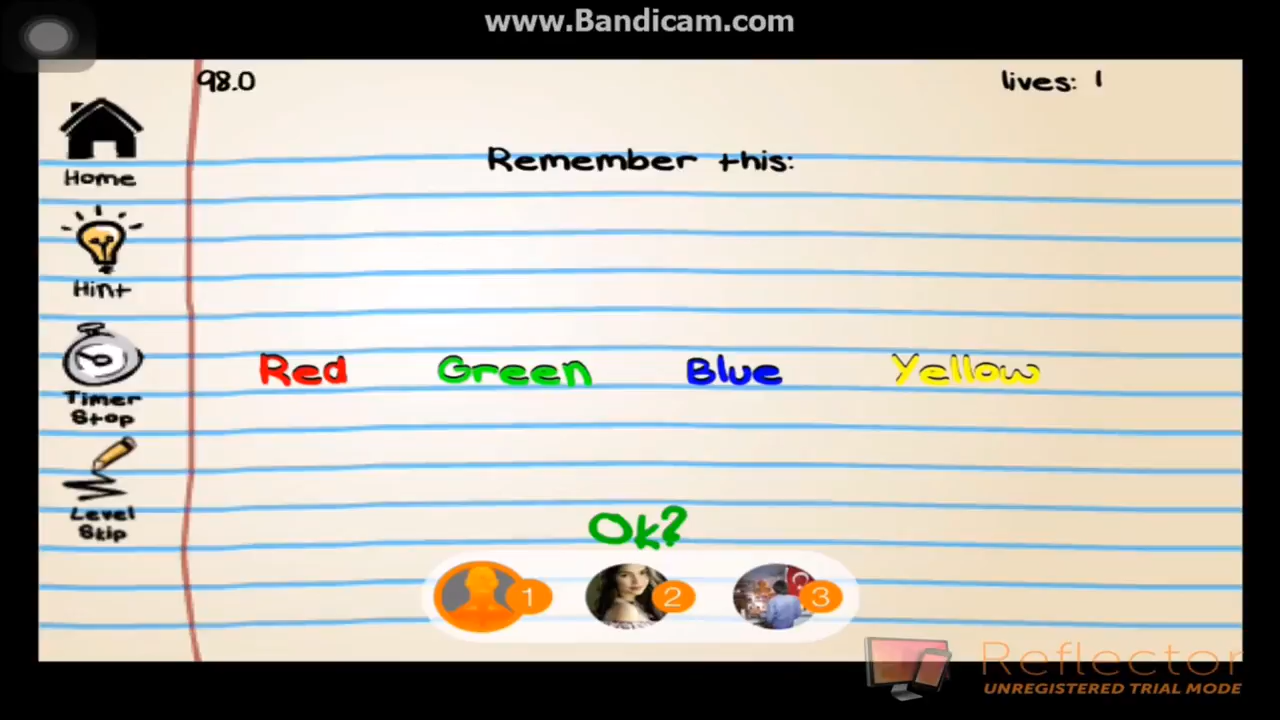 www.Bandicam.com
98.0
lives: 1
Remember this:
Home
Hint
Red Green Blue Yellow
Timer
Stop
Level
Skip
Ok?
1 2 3
Reflector
UNREGISTERED TRIAL MODE